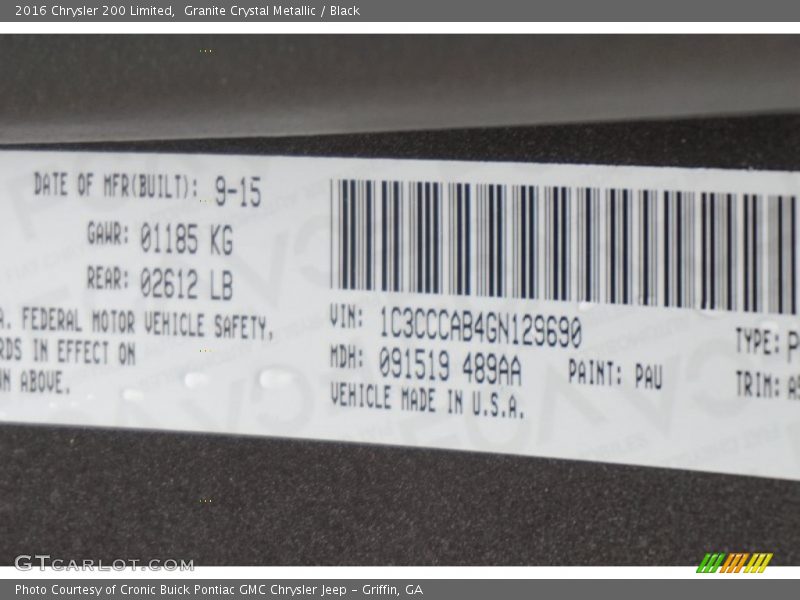 2016 Chrysler 200 Limited, Granite Crystal Metallic / Black
DATE OF MFR(BUILT): 9-15
GAWR: 01185 KG
REAR: 02612 LB
A. FEDERAL MOTOR VEHICLE SAFETY,
RDS IN EFFECT ON
N ABOVE.
VIN: 1C3CCCAB4GN129690
MDH: 091519 489AA
PAINT: PAU
VEHICLE MADE IN U.S.A.
TYPE: P
TRIM: A
GTCARLOT.COM
Photo Courtesy of Cronic Buick Pontiac GMC Chrysler Jeep - Griffin, GA